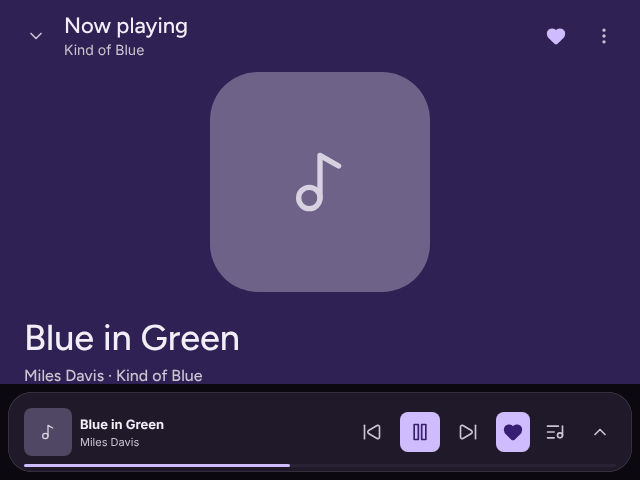 Now playing
Kind of Blue
Blue in Green
Miles Davis · Kind of Blue
Blue in Green
Miles Davis